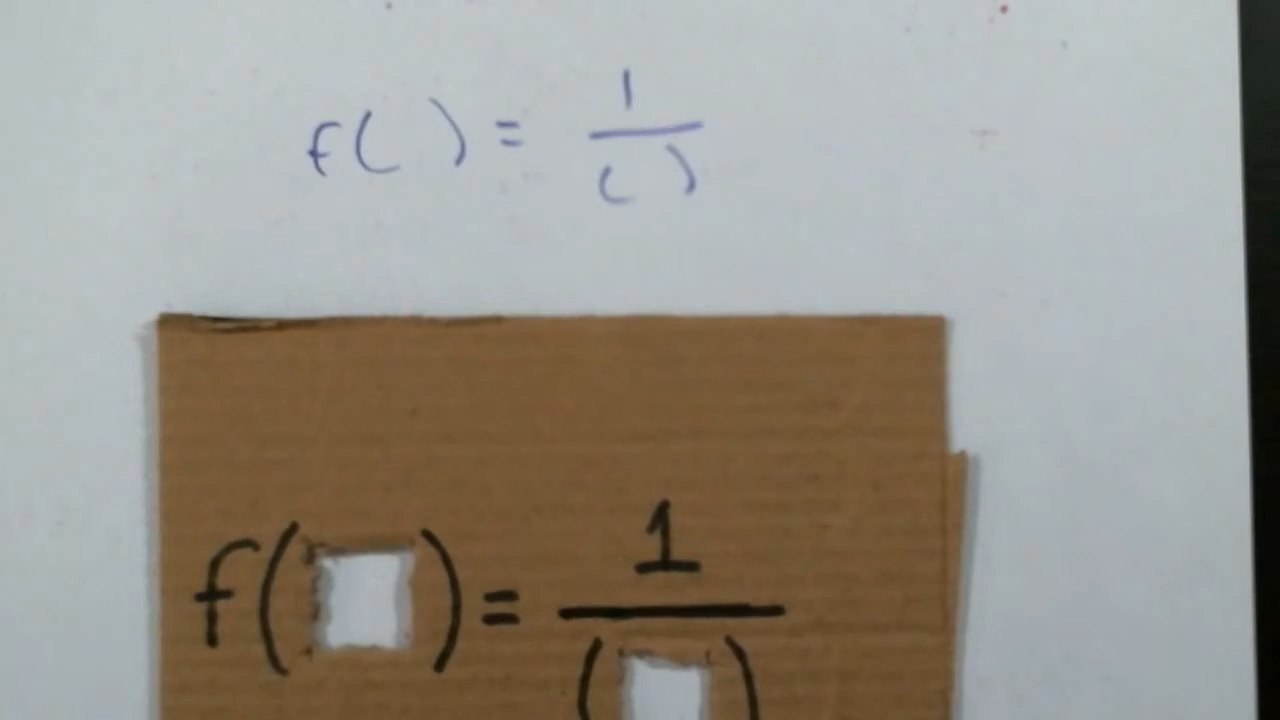 f( ) = 1/( )
f( ) = 1/( )